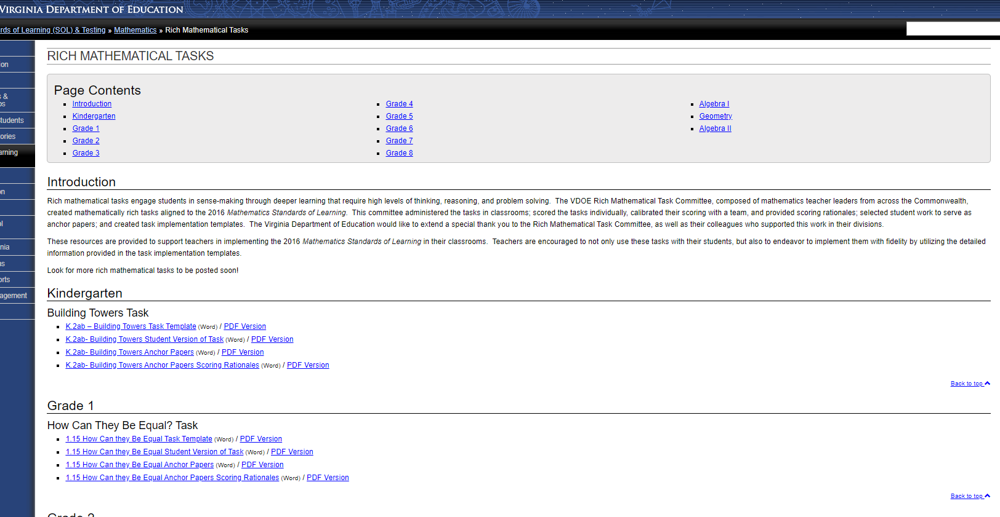 VIRGINIA DEPARTMENT OF EDUCATION
rds of Learning (SOL) & Testing » Mathematics » Rich Mathematical Tasks
ion
s &
os
tudents
ories
arning
on
ol
nia
ns
orts
agement
RICH MATHEMATICAL TASKS
Page Contents
Introduction
Kindergarten
Grade 1
Grade 2
Grade 3
Grade 4
Grade 5
Grade 6
Grade 7
Grade 8
Algebra I
Geometry
Algebra II
Introduction
Rich mathematical tasks engage students in sense-making through deeper learning that require high levels of thinking, reasoning, and problem solving. The VDOE Rich Mathematical Task Committee, composed of mathematics teacher leaders from across the Commonwealth,
created mathematically rich tasks aligned to the 2016 Mathematics Standards of Learning. This committee administered the tasks in classrooms; scored the tasks individually, calibrated their scoring with a team, and provided scoring rationales; selected student work to serve as
anchor papers; and created task implementation templates. The Virginia Department of Education would like to extend a special thank you to the Rich Mathematical Task Committee, as well as their colleagues who supported this work in their divisions.
These resources are provided to support teachers in implementing the 2016 Mathematics Standards of Learning in their classrooms. Teachers are encouraged to not only use these tasks with their students, but also to endeavor to implement them with fidelity by utilizing the detailed
information provided in the task implementation templates.
Look for more rich mathematical tasks to be posted soon!
Kindergarten
Building Towers Task
K.2ab – Building Towers Task Template (Word) / PDF Version
K.2ab- Building Towers Student Version of Task (Word) / PDF Version
K.2ab- Building Towers Anchor Papers (Word) / PDF Version
K.2ab- Building Towers Anchor Papers Scoring Rationales (Word) / PDF Version
Back to top
Grade 1
How Can They Be Equal? Task
1.15 How Can they Be Equal Task Template (Word) / PDF Version
1.15 How Can they Be Equal Student Version of Task (Word) / PDF Version
1.15 How Can they Be Equal Anchor Papers (Word) / PDF Version
1.15 How Can they Be Equal Anchor Papers Scoring Rationales (Word) / PDF Version
Back to top
Grade 2